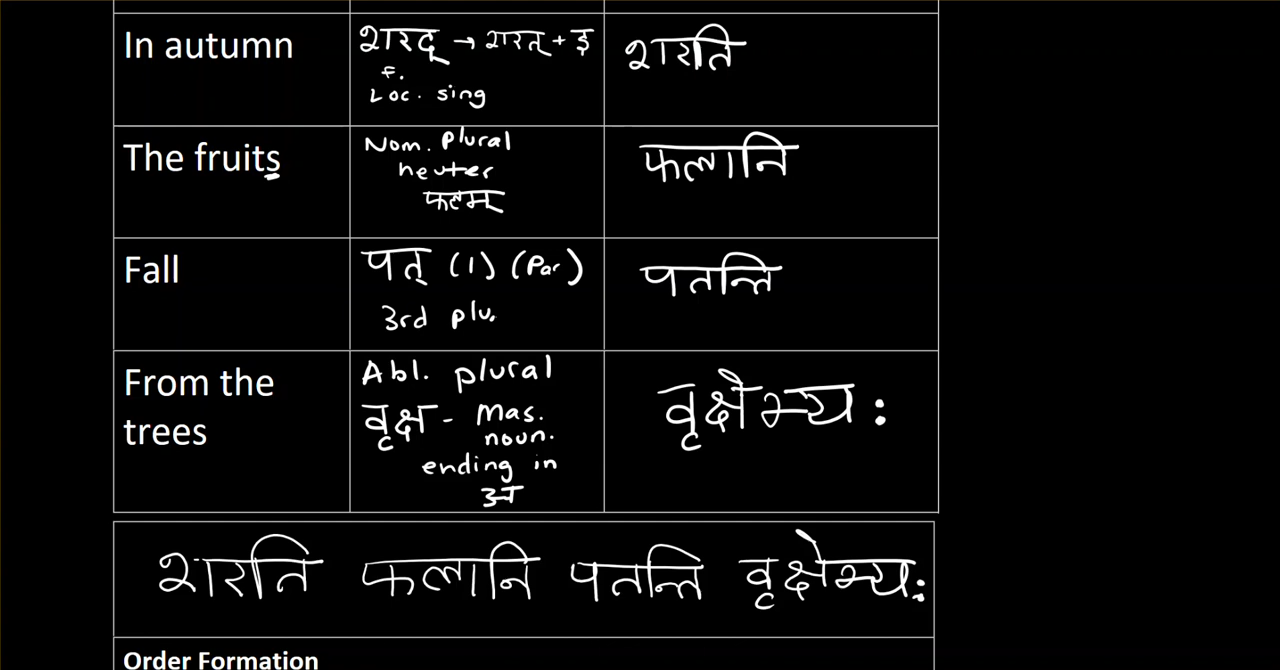 In autumn
शरद् → शरत् + इ
F.
Loc. sing
शरति
The fruits
Nom. plural
neuter
फलम्
फलानि
Fall
पत् (1) (Par)
3rd plu.
पतन्ति
From the
trees
Abl. plural
वृक्ष - Mas.
noun.
ending in
अ
वृक्षेभ्यः
शरति फलानि पतन्ति वृक्षेभ्यः
Order Formation